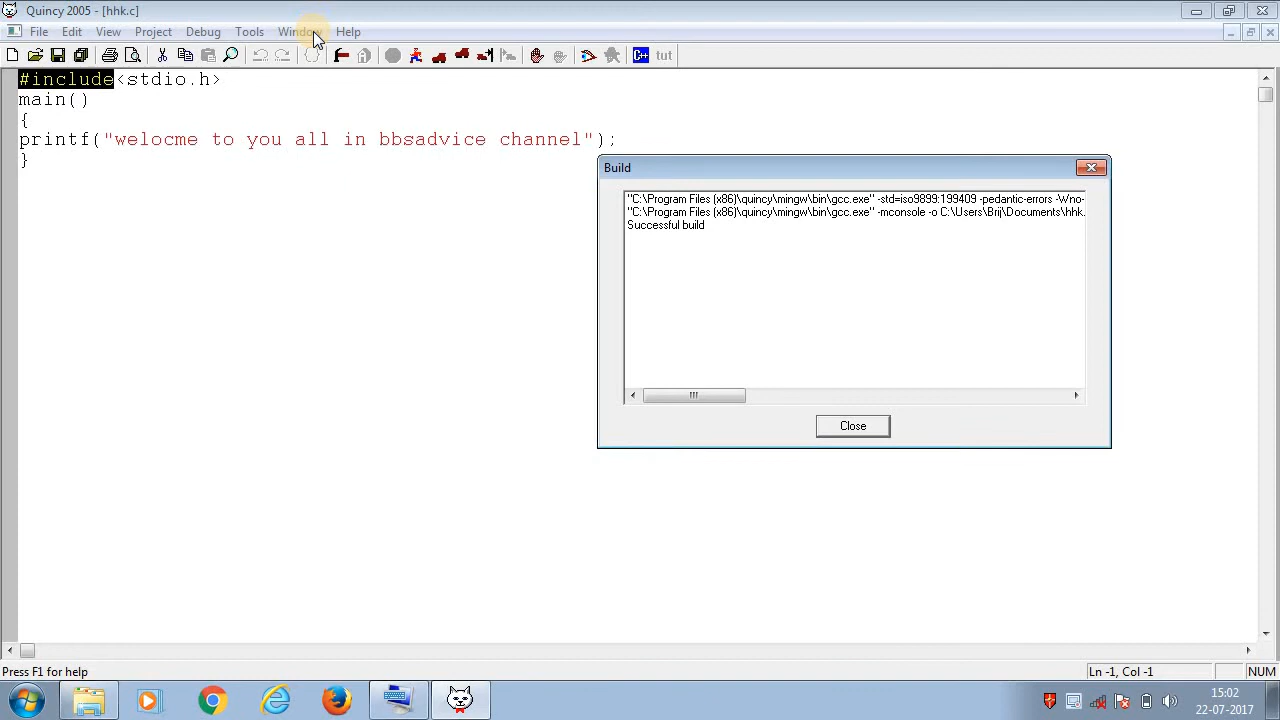 Quincy 2005 - [hhk.c]
File Edit View Project Debug Tools Window Help
C++ tut
#include<stdio.h>
main()
{
printf("welocme to you all in bbsadvice channel");
}
Build
"C:\Program Files (x86)\quincy\mingw\bin\gcc.exe" -std=iso9899:199409 -pedantic-errors -Wno-
"C:\Program Files (x86)\quincy\mingw\bin\gcc.exe" -mconsole -o C:\Users\Brij\Documents\hhk.
Successful build
Close
Press F1 for help
Ln -1, Col -1
NUM
15:02
22-07-2017